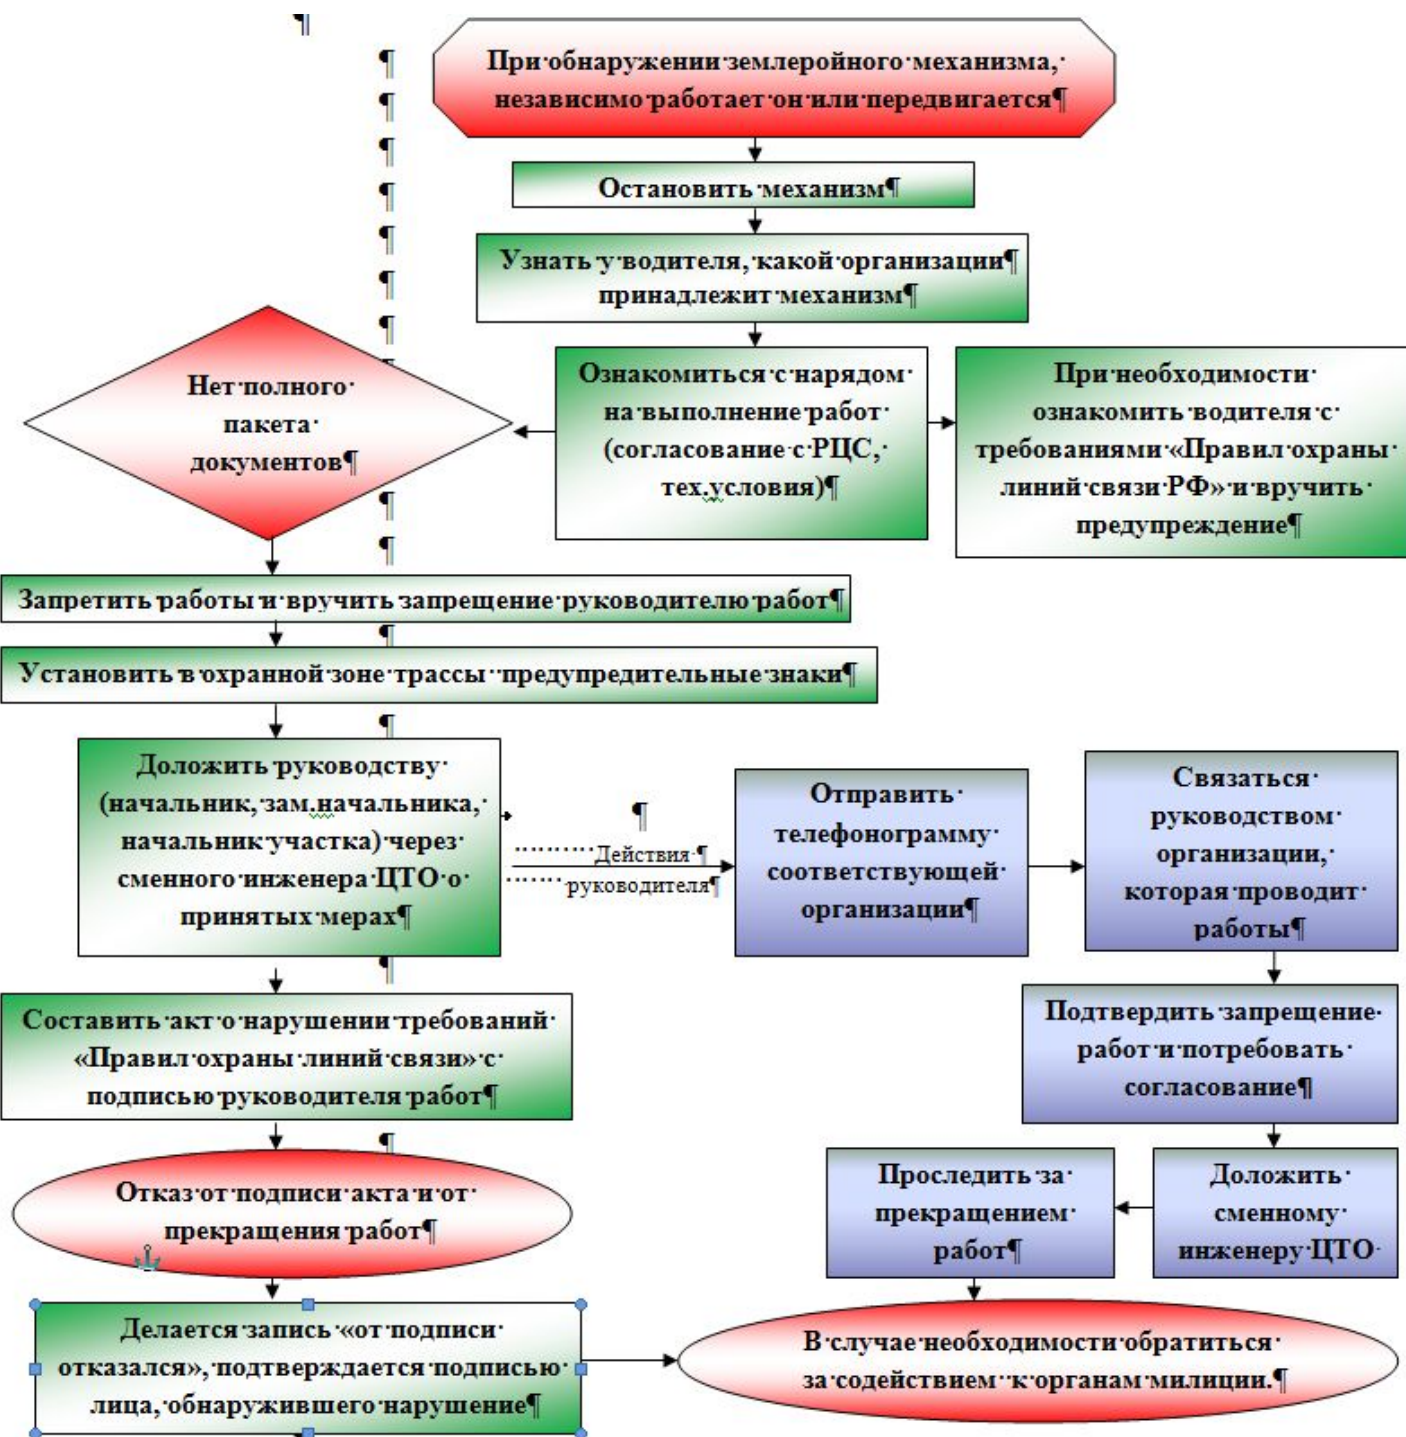 При обнаружении землеройного механизма,
независимо работает он или передвигается¶
Остановить механизм¶
Узнать у водителя, какой организации¶
принадлежит механизм¶
Нет полного
пакета
документов¶
Ознакомиться с нарядом
на выполнение работ
(согласование с РЦС,
тех.условия)¶
При необходимости
ознакомить водителя с
требованиями «Правил охраны
линий связи РФ» и вручить
предупреждение¶
Запретить работы и вручить запрещение руководителю работ¶
Установить в охранной зоне трассы предупредительные знаки¶
Доложить руководству
(начальник, зам.начальника,
начальник участка) через
сменного инженера ЦТО о
принятых мерах¶
Действия ¶
руководителя¶
Отправить
телефонограмму
соответствующей
организации¶
Связаться
руководством
организации,
которая проводит
работы¶
Составить акт о нарушении требований
«Правил охраны линий связи» с
подписью руководителя работ¶
Подтвердить запрещение
работ и потребовать
согласование¶
Отказ от подписи акта и от
прекращения работ¶
Проследить за
прекращением
работ¶
Доложить
сменному
инженеру ЦТО
Делается запись «от подписи
отказался», подтверждается подписью
лица, обнаружившего нарушение¶
В случае необходимости обратиться
за содействием к органам милиции.¶